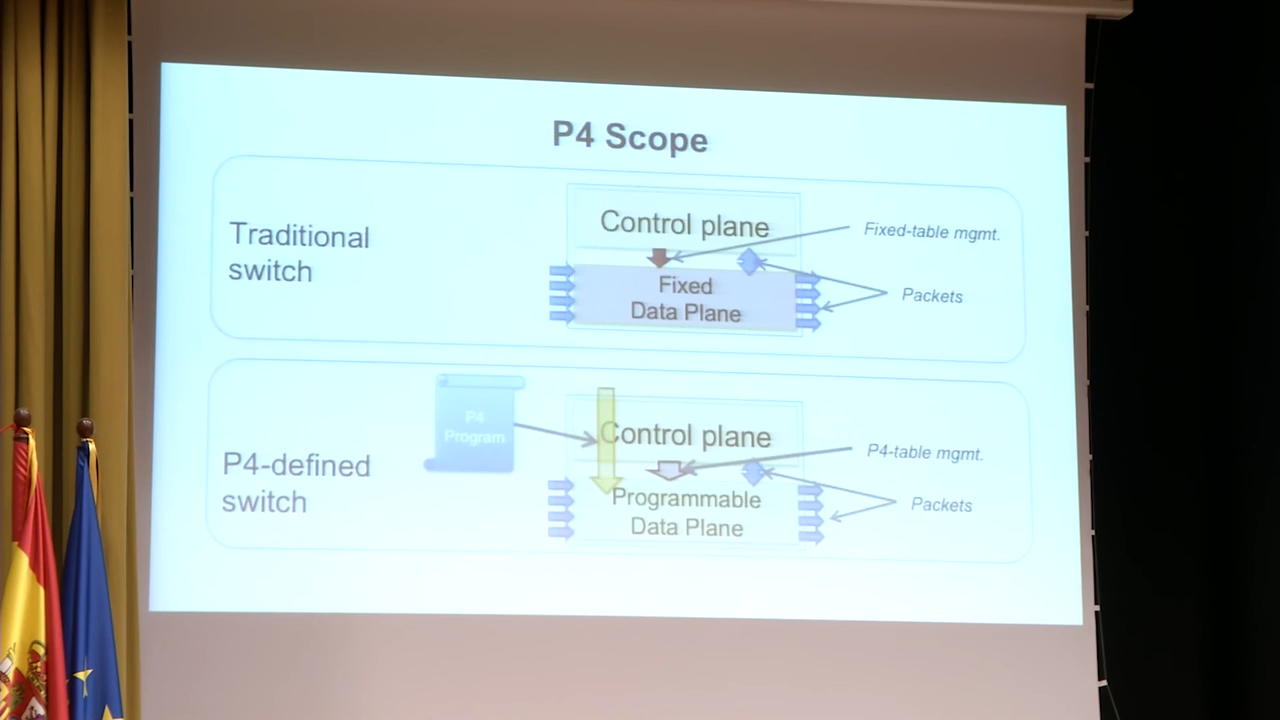 P4 Scope
Traditional
switch
Control plane
Fixed
Data Plane
Fixed-table mgmt.
Packets
P4
Program
P4-defined
switch
Control plane
Programmable
Data Plane
P4-table mgmt.
Packets